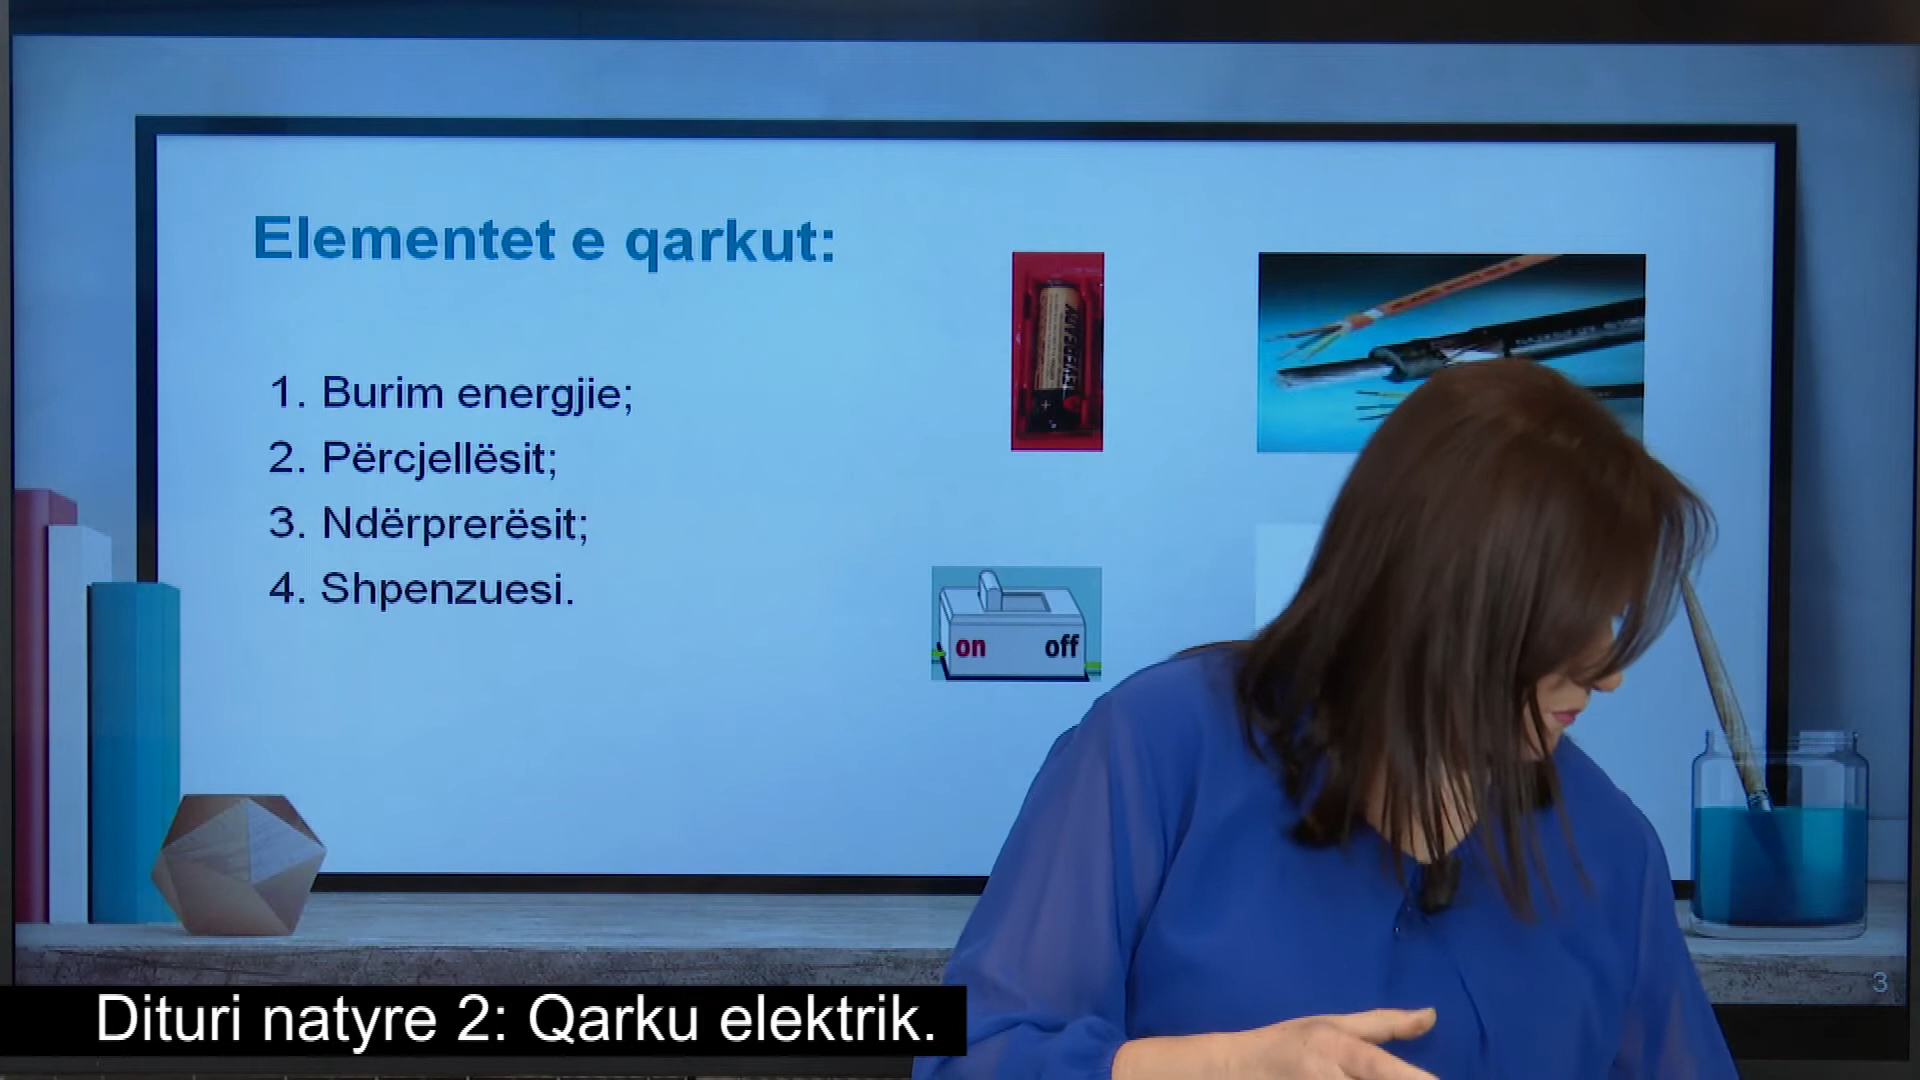 Elementet e qarkut:
1. Burim energjie;
2. Përcjellësit;
3. Ndërprerësit;
4. Shpenzuesi.
on off
3
Dituri natyre 2: Qarku elektrik.